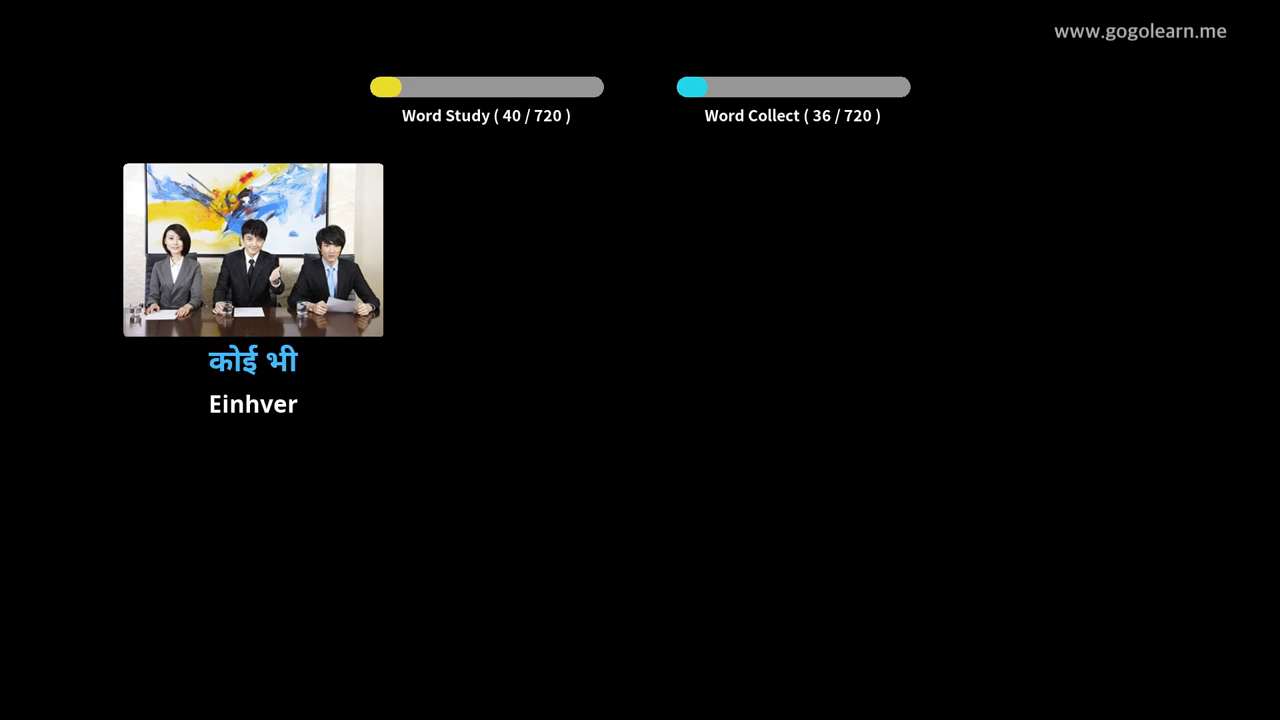 www.gogolearn.me
Word Study ( 40 / 720 )
Word Collect ( 36 / 720 )
कोई भी
Einhver